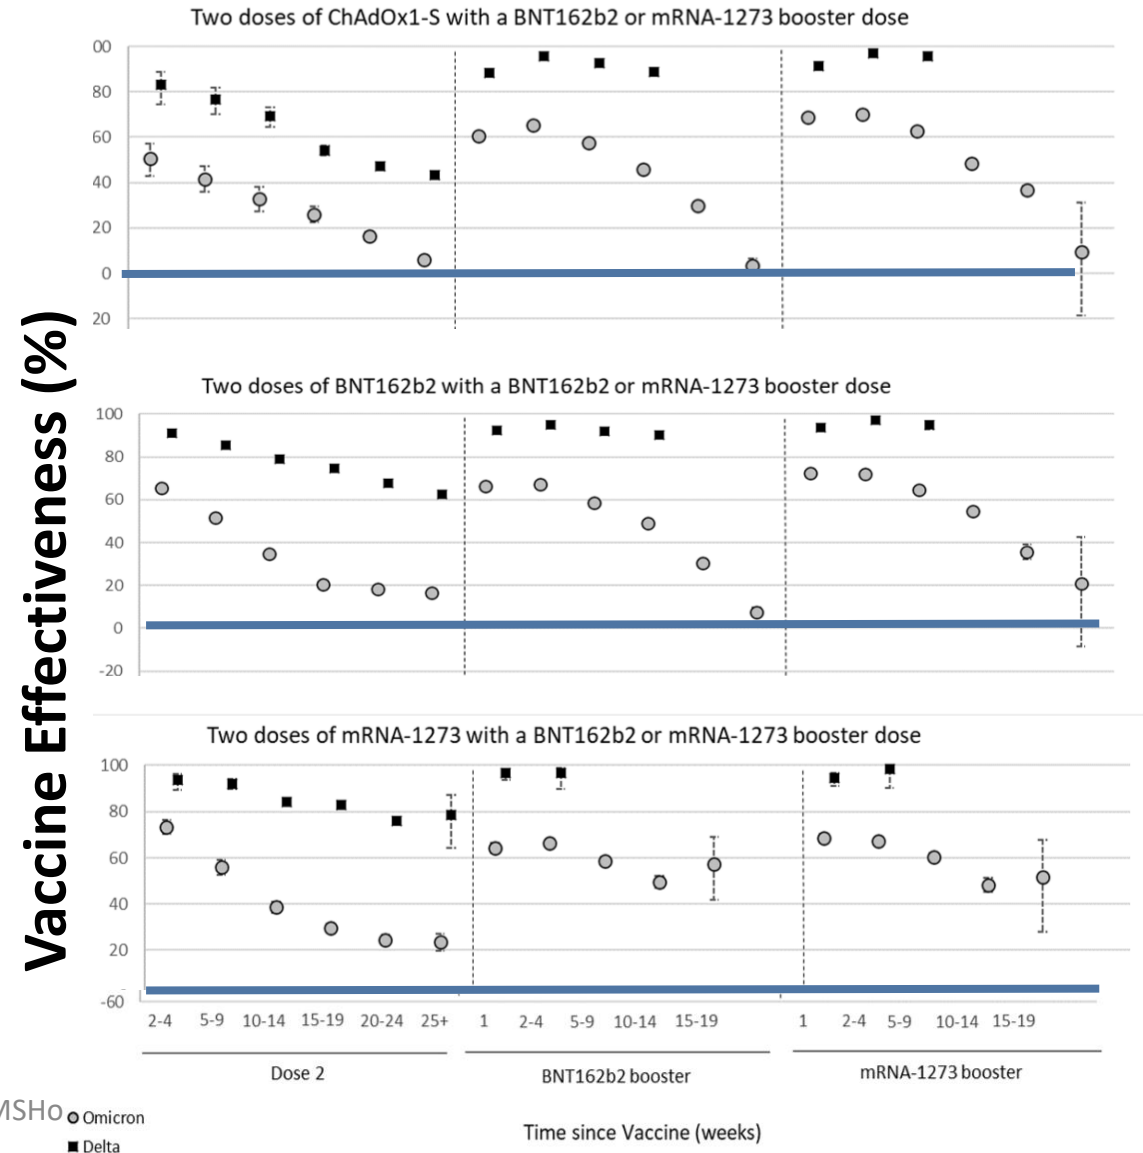 Two doses of ChAdOx1-S with a BNT162b2 or mRNA-1273 booster dose
00
80
60
40
20
0
20
Vaccine Effectiveness (%)
Two doses of BNT162b2 with a BNT162b2 or mRNA-1273 booster dose
100
80
60
40
20
0
-20
Two doses of mRNA-1273 with a BNT162b2 or mRNA-1273 booster dose
100
80
60
40
20
-60
2-4 5-9 10-14 15-19 20-24 25+ 1 2-4 5-9 10-14 15-19 1 2-4 5-9 10-14 15-19
Dose 2 BNT162b2 booster mRNA-1273 booster
MSHo
Omicron
Delta
Time since Vaccine (weeks)